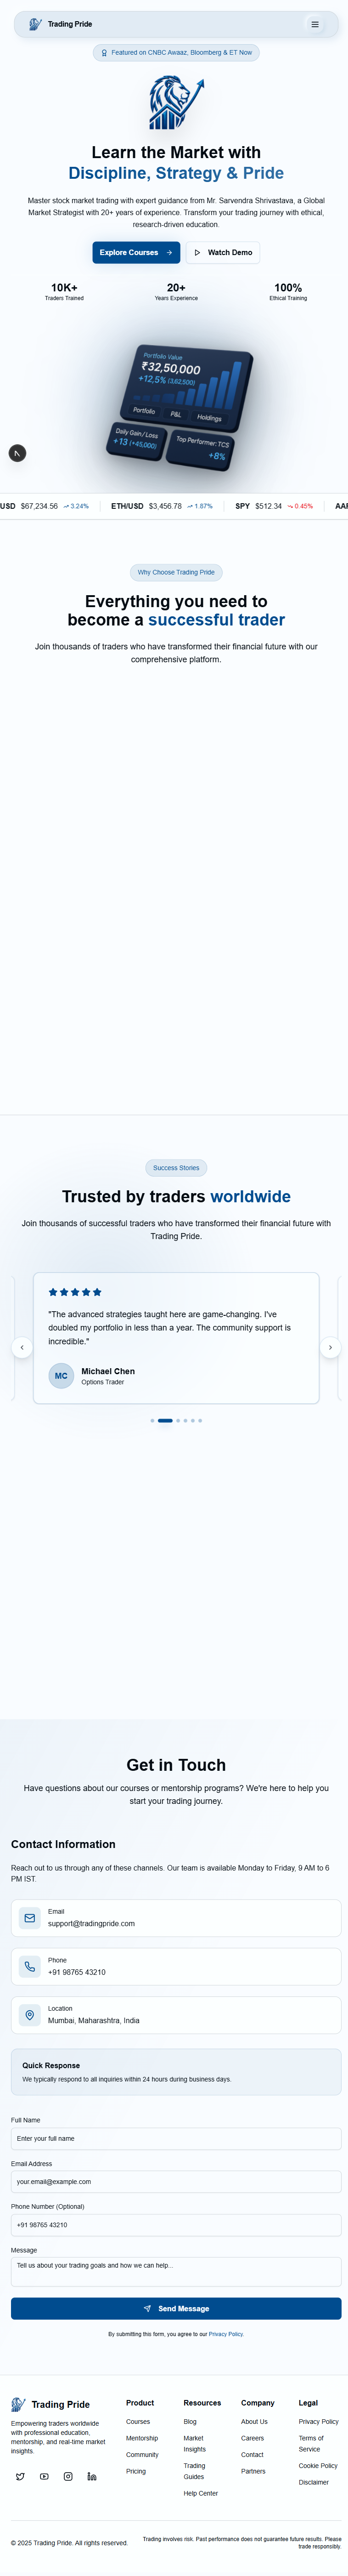 Trading Pride
Featured on CNBC Awaaz, Bloomberg & ET Now
Learn the Market with
Discipline, Strategy & Pride
Master stock market trading with expert guidance from Mr. Sarvendra Shrivastava, a Global
Market Strategist with 20+ years of experience. Transform your trading journey with ethical,
research-driven education.
Explore Courses
Watch Demo
10K+
Traders Trained
20+
Years Experience
100%
Ethical Training
Portfolio Value
₹32,50,000
+12,5% (3,62,500)
Portfolio
P&L
Holdings
Daily Gain/Loss
+13 (+45,000)
Top Performer: TCS
+8%
USD $67,234.56 3.24%
ETH/USD $3,456.78 1.87%
SPY $512.34 0.45%
Why Choose Trading Pride
Everything you need to
become a successful trader
Join thousands of traders who have transformed their financial future with our
comprehensive platform.
Success Stories
Trusted by traders worldwide
Join thousands of successful traders who have transformed their financial future with
Trading Pride.
"The advanced strategies taught here are game-changing. I've
doubled my portfolio in less than a year. The community support is
incredible."
MC
Michael Chen
Options Trader
Get in Touch
Have questions about our courses or mentorship programs? We're here to help you
start your trading journey.
Contact Information
Reach out to us through any of these channels. Our team is available Monday to Friday, 9 AM to 6
PM IST.
Email
support@tradingpride.com
Phone
+91 98765 43210
Location
Mumbai, Maharashtra, India
Quick Response
We typically respond to all inquiries within 24 hours during business days.
Full Name
Enter your full name
Email Address
your.email@example.com
Phone Number (Optional)
+91 98765 43210
Message
Tell us about your trading goals and how we can help...
Send Message
By submitting this form, you agree to our Privacy Policy.
Trading Pride
Empowering traders worldwide
with professional education,
mentorship, and real-time market
insights.
Product
Courses
Mentorship
Community
Pricing
Resources
Blog
Market
Insights
Trading
Guides
Help Center
Company
About Us
Careers
Contact
Partners
Legal
Privacy Policy
Terms of
Service
Cookie Policy
Disclaimer
© 2025 Trading Pride. All rights reserved.
Trading involves risk. Past performance does not guarantee future results. Please
trade responsibly.